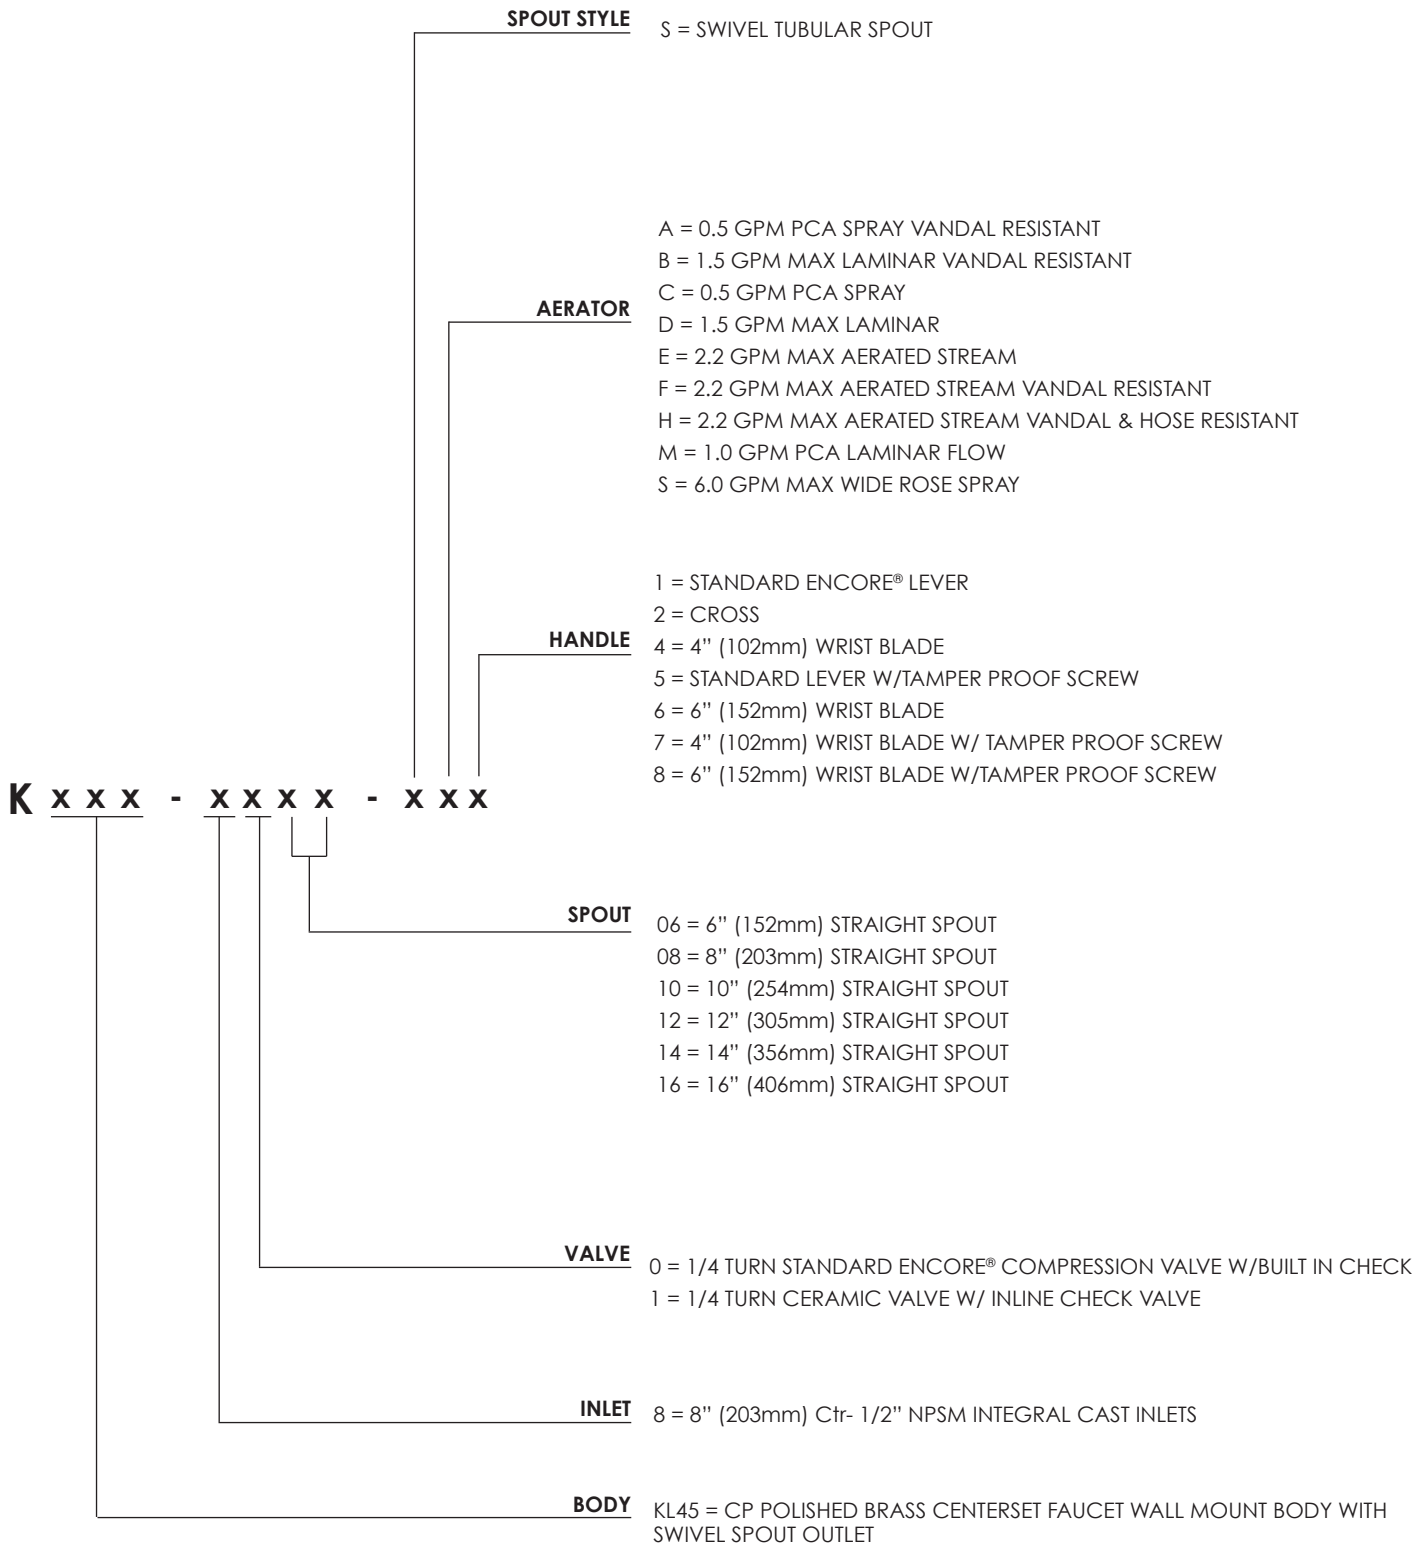 SPOUT STYLE
S = SWIVEL TUBULAR SPOUT
AERATOR
A = 0.5 GPM PCA SPRAY VANDAL RESISTANT
B = 1.5 GPM MAX LAMINAR VANDAL RESISTANT
C = 0.5 GPM PCA SPRAY
D = 1.5 GPM MAX LAMINAR
E = 2.2 GPM MAX AERATED STREAM
F = 2.2 GPM MAX AERATED STREAM VANDAL RESISTANT
H = 2.2 GPM MAX AERATED STREAM VANDAL & HOSE RESISTANT
M = 1.0 GPM PCA LAMINAR FLOW
S = 6.0 GPM MAX WIDE ROSE SPRAY
HANDLE
1 = STANDARD ENCORE® LEVER
2 = CROSS
4 = 4” (102mm) WRIST BLADE
5 = STANDARD LEVER W/TAMPER PROOF SCREW
6 = 6” (152mm) WRIST BLADE
7 = 4” (102mm) WRIST BLADE W/ TAMPER PROOF SCREW
8 = 6” (152mm) WRIST BLADE W/TAMPER PROOF SCREW
K x x x - x x x x - x x x
SPOUT
06 = 6” (152mm) STRAIGHT SPOUT
08 = 8” (203mm) STRAIGHT SPOUT
10 = 10” (254mm) STRAIGHT SPOUT
12 = 12” (305mm) STRAIGHT SPOUT
14 = 14” (356mm) STRAIGHT SPOUT
16 = 16” (406mm) STRAIGHT SPOUT
VALVE
0 = 1/4 TURN STANDARD ENCORE® COMPRESSION VALVE W/BUILT IN CHECK
1 = 1/4 TURN CERAMIC VALVE W/ INLINE CHECK VALVE
INLET
8 = 8” (203mm) Ctr- 1/2” NPSM INTEGRAL CAST INLETS
BODY
KL45 = CP POLISHED BRASS CENTERSET FAUCET WALL MOUNT BODY WITH
SWIVEL SPOUT OUTLET